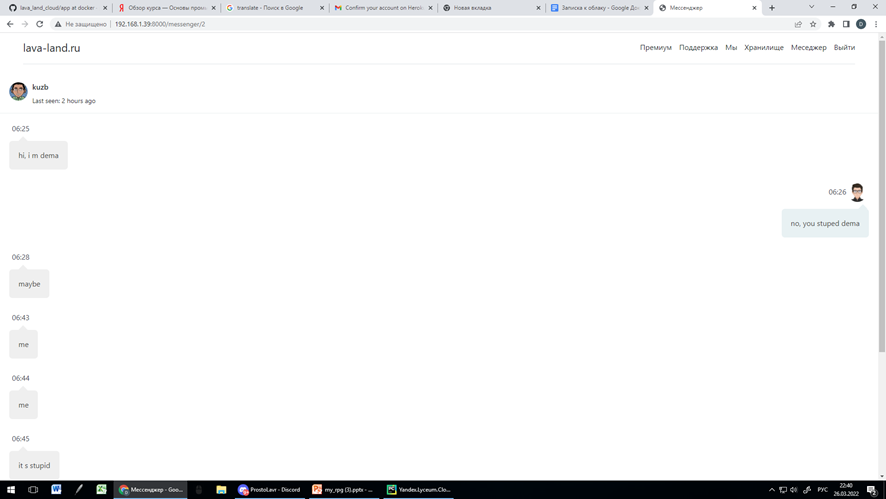 lava_land_cloud/app at docker
Обзор курса — Основы пром
translate - Поиск в Google
Confirm your account on Herok
Новая вкладка
Записка к облаку - Google До
Мессенджер
Не защищено 192.168.1.39:8000/messenger/2
D
lava-land.ru
Премиум Поддержка Мы Хранилище Меседжер Выйти
kuzb
Last seen: 2 hours ago
06:25
hi, i m dema
06:26
no, you stuped dema
06:28
maybe
06:43
me
06:44
me
06:45
it s stupid
Мессенджер - Goo...
ProstoLavr - Discord
my_rpg (3).pptx - ...
Yandex.Lyceum.Clo...
РУС
22:40
26.03.2022
2